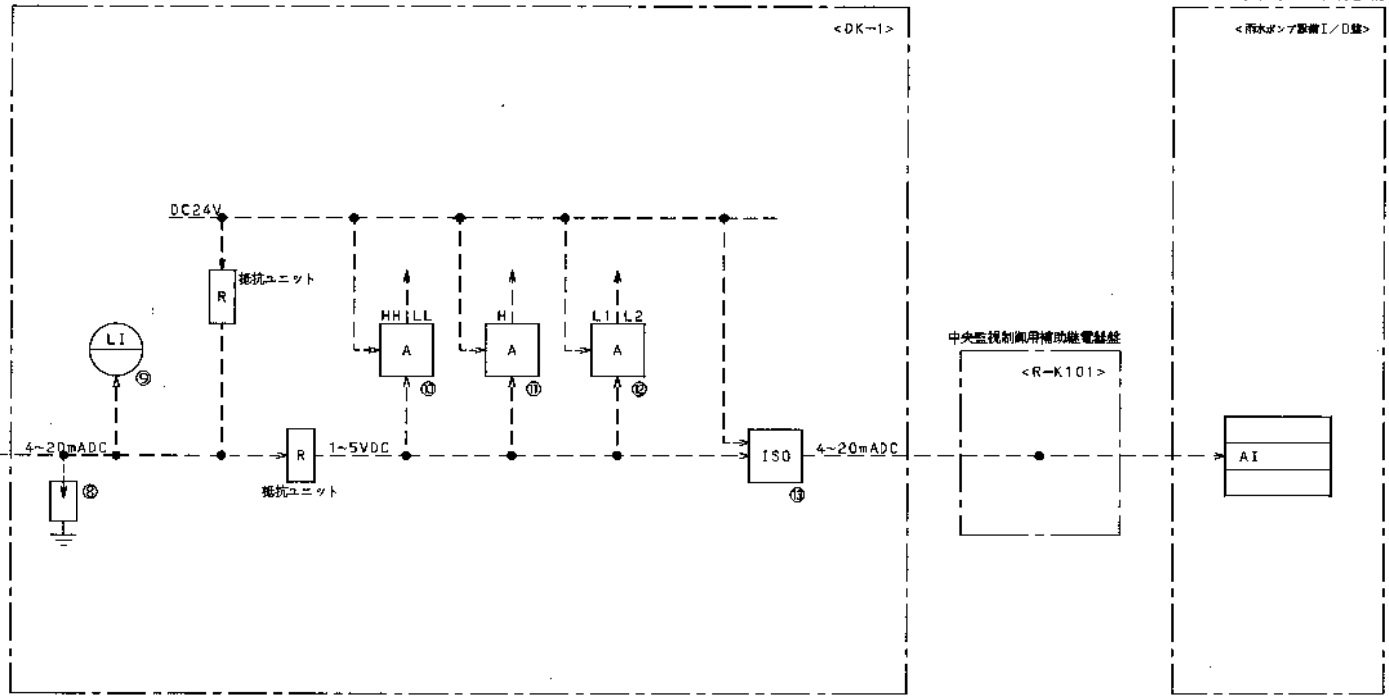 <DK-1>
<雨水ポンプ設備I/O盤>
DC24V
抵抗ユニット
R
HH LL
H
L1 L2
LI
A
A
A
⑨
⑩
⑪
⑫
中央監視制御用補助継電器盤
<R-K101>
4~20mADC
R
1~5VDC
ISO
4~20mADC
AI
抵抗ユニット
⑧
⑬